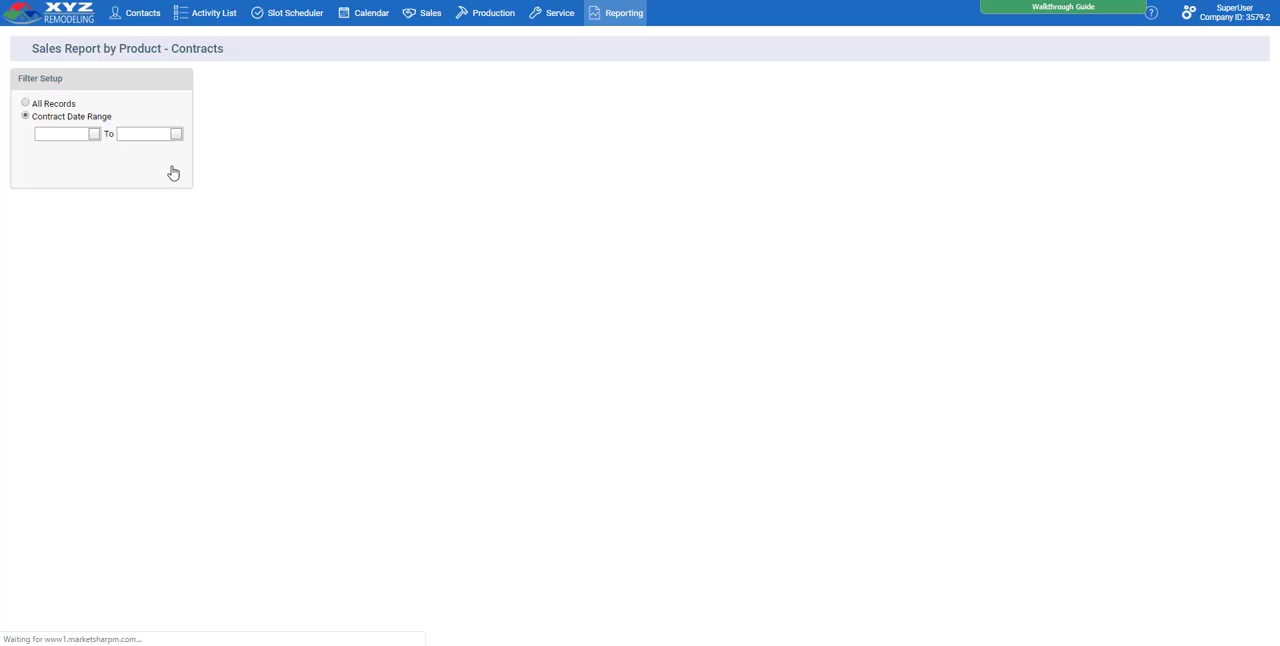 XYZ
REMODELING
Contacts Activity List Slot Scheduler Calendar Sales Production Service Reporting
Walkthrough Guide
?
SuperUser
Company ID: 3579-2
Sales Report by Product - Contracts
Filter Setup
All Records
Contract Date Range
To
Waiting for www1.marketsharpm.com...